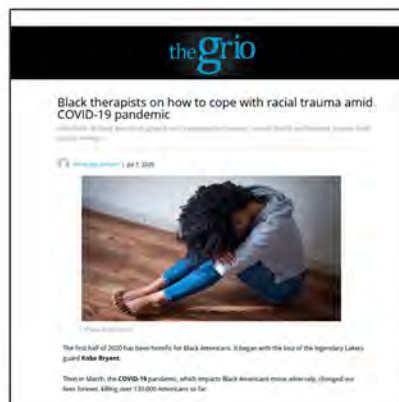 thegrio
Black therapists on how to cope with racial trauma amid
COVID-19 pandemic
| Jul 7, 2020
The first half of 2020 has been horrific for Black Americans. It began with the loss of the legendary Lakers
guard Kobe Bryant.
Then in March, the COVID-19 pandemic, which impacts Black Americans more adversely, changed our
lives forever, killing over 130,000 Americans so far.